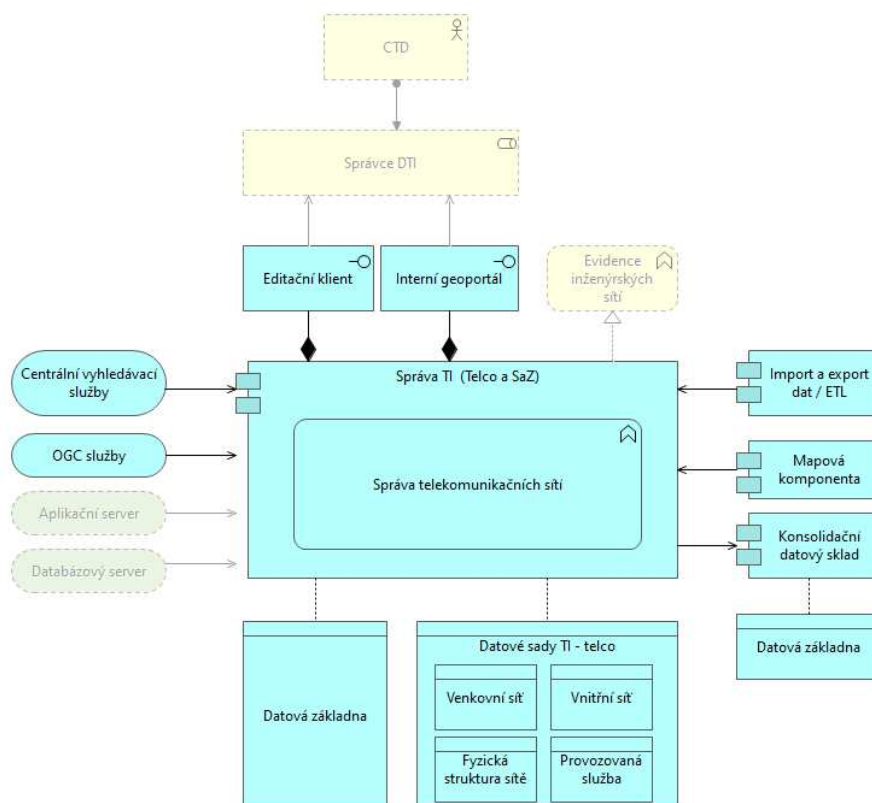 CTD
Správce DTI
Editační klient
Interní geoportál
Evidence
inženýrských
sítí
Centrální vyhledávací
služby
Správa TI  (Telco a SaZ)
Import a export
dat / ETL
OGC služby
Správa telekomunikačních sítí
Mapová
komponenta
Aplikační server
Konsolidační
datový sklad
Databázový server
Datová základna
Datové sady TI - telco
Datová základna
Venkovní síť
Vnitřní síť
Fyzická
struktura sítě
Provozovaná
služba